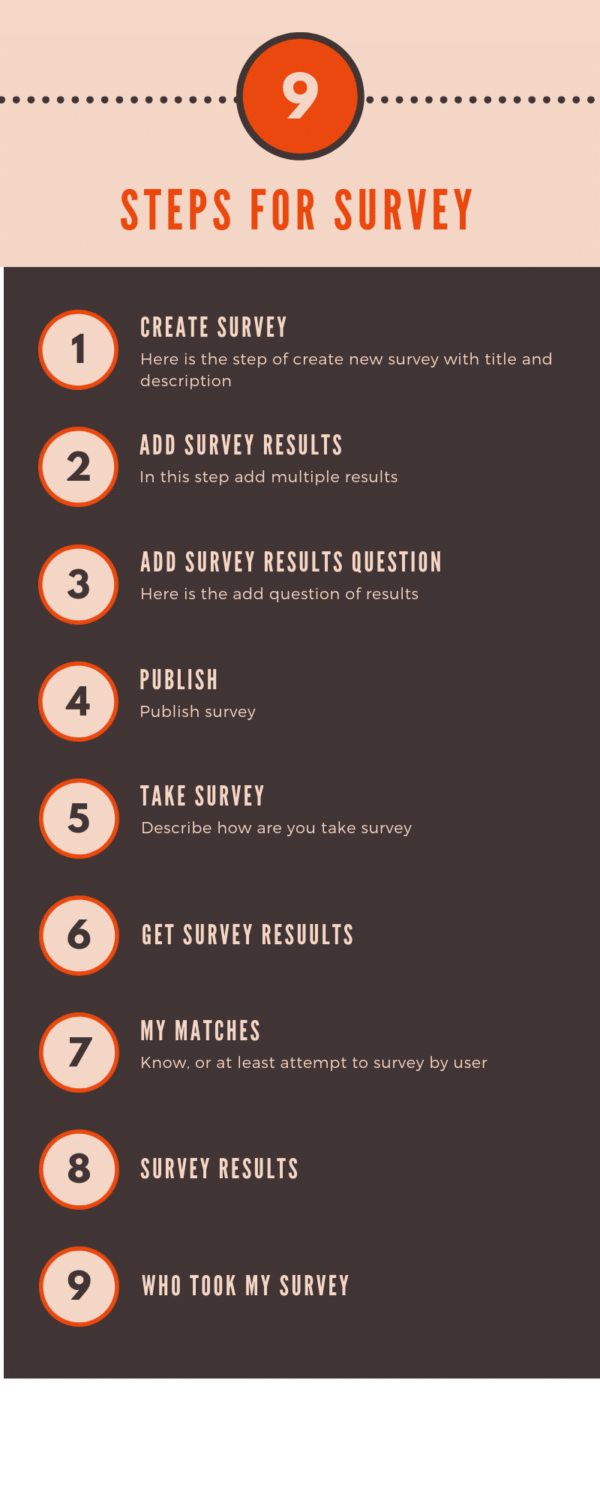 9
STEPS FOR SURVEY
1
CREATE SURVEY
Here is the step of create new survey with title and
description
2
ADD SURVEY RESULTS
In this step add multiple results
3
ADD SURVEY RESULTS QUESTION
Here is the add question of results
4
PUBLISH
Publish survey
5
TAKE SURVEY
Describe how are you take survey
6
GET SURVEY RESUULTS
7
MY MATCHES
Know, or at least attempt to survey by user
8
SURVEY RESULTS
9
WHO TOOK MY SURVEY